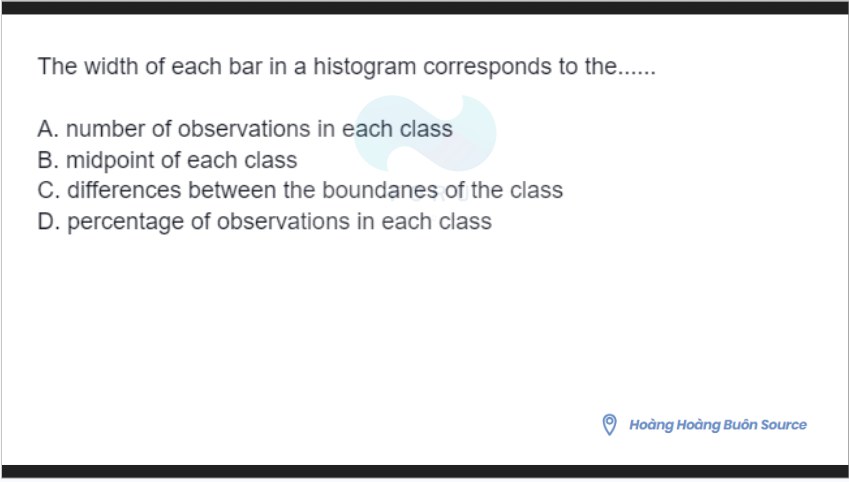 The width of each bar in a histogram corresponds to the......
A. number of observations in each class
B. midpoint of each class
C. differences between the boundanes of the class
D. percentage of observations in each class
Hoàng Hoàng Buôn Source